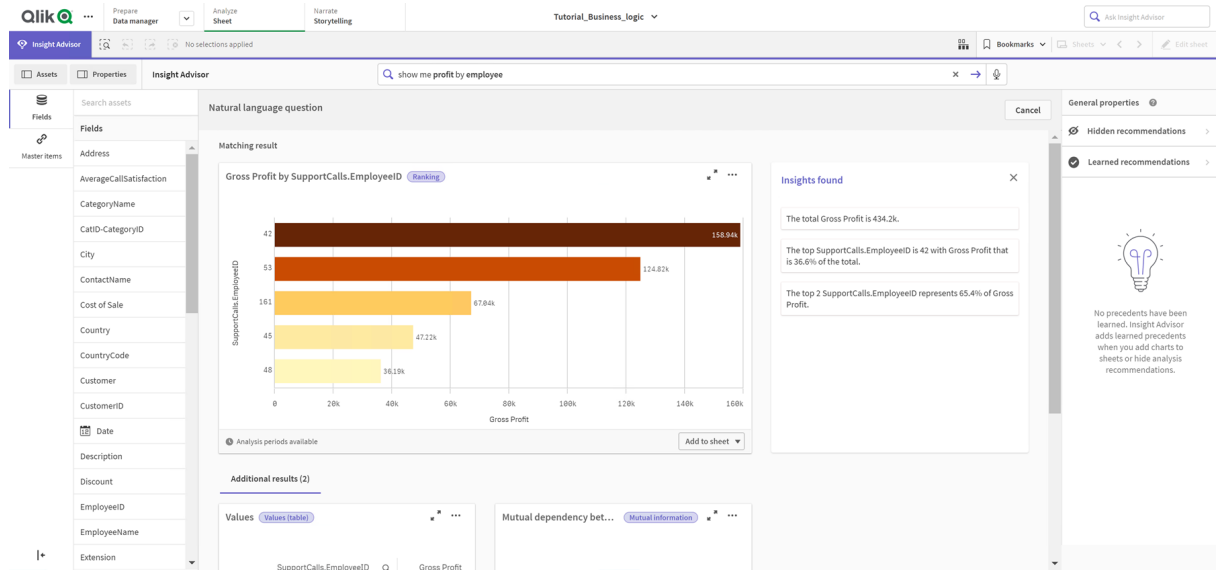 Qlik
Prepare
Data manager
Analyze
Sheet
Narrate
Storytelling
Tutorial_Business_logic
Ask Insight Advisor
Insight Advisor
No selections applied
Bookmarks
Sheets
Edit sheet
Assets
Properties
Insight Advisor
show me profit by employee
Fields
Master items
Search assets
Fields
Address
AverageCallSatisfaction
CategoryName
CatID-CategoryID
City
ContactName
Cost of Sale
Country
CountryCode
Customer
CustomerID
Date
Description
Discount
EmployeeID
EmployeeName
Extension
Natural language question
Cancel
Matching result
Gross Profit by SupportCalls.EmployeeID
Ranking
SupportCalls.EmployeeID
42
158.94k
53
124.82k
161
67.04k
45
47.22k
48
36.19k
0 20k 40k 60k 80k 100k 120k 140k 160k
Gross Profit
Analysis periods available
Add to sheet
Insights found
The total Gross Profit is 434.2k.
The top SupportCalls.EmployeeID is 42 with Gross Profit that
is 36.6% of the total.
The top 2 SupportCalls.EmployeeID represents 65.4% of Gross
Profit.
Additional results (2)
Values
Values (table)
SupportCalls.EmployeeID
Gross Profit
Mutual dependency bet...
Mutual information
General properties
Hidden recommendations
Learned recommendations
No precedents have been
learned. Insight Advisor
adds learned precedents
when you add charts to
sheets or hide analysis
recommendations.